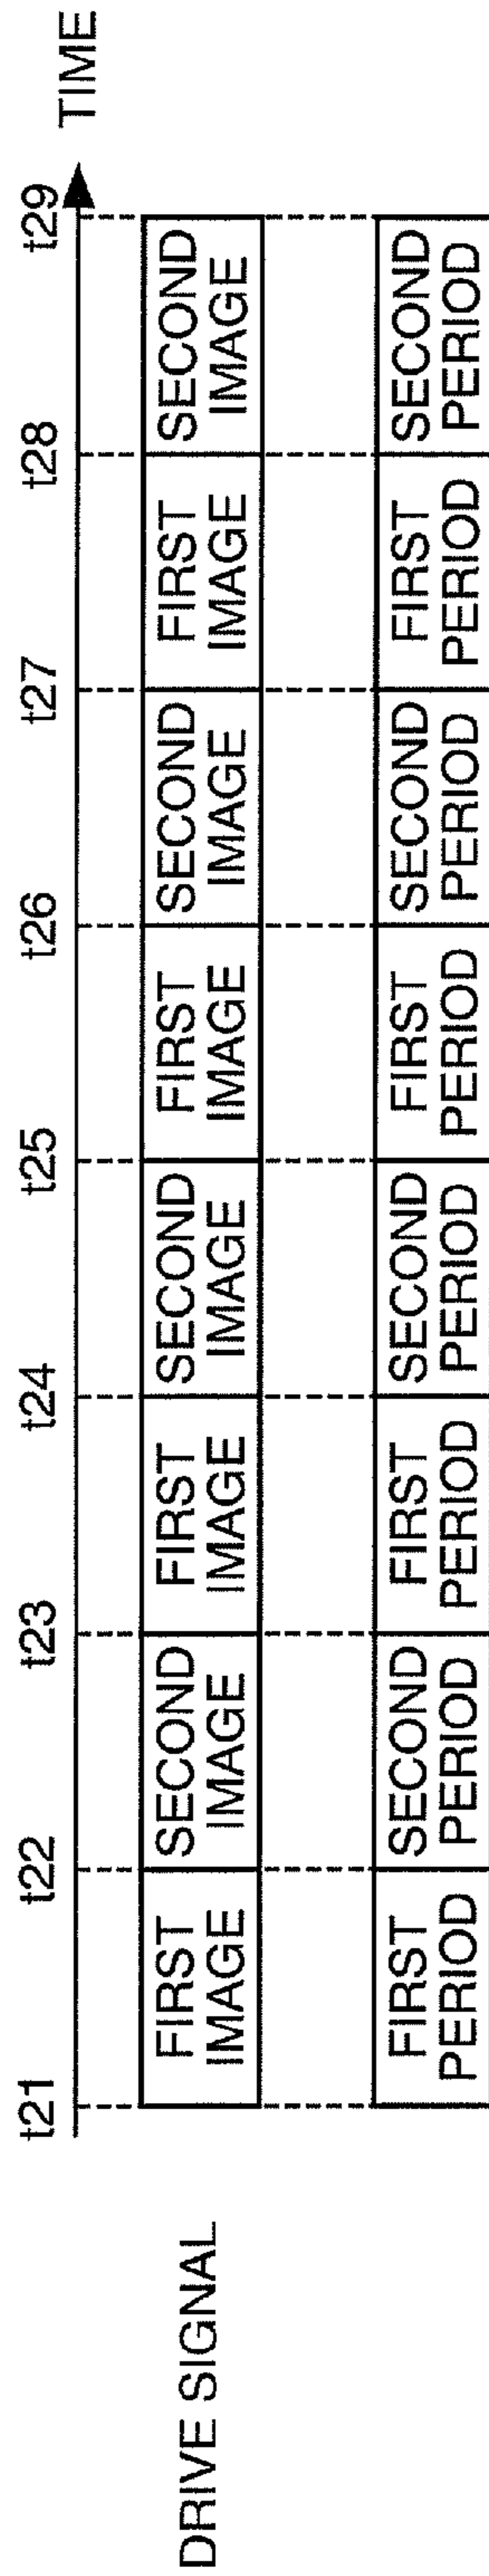 t21 t22 t23 t24 t25 t26 t27 t28 t29 TIME
DRIVE SIGNAL
FIRST IMAGE
SECOND IMAGE
FIRST IMAGE
SECOND IMAGE
FIRST IMAGE
SECOND IMAGE
FIRST IMAGE
SECOND IMAGE
FIRST PERIOD
SECOND PERIOD
FIRST PERIOD
SECOND PERIOD
FIRST PERIOD
SECOND PERIOD
FIRST PERIOD
SECOND PERIOD